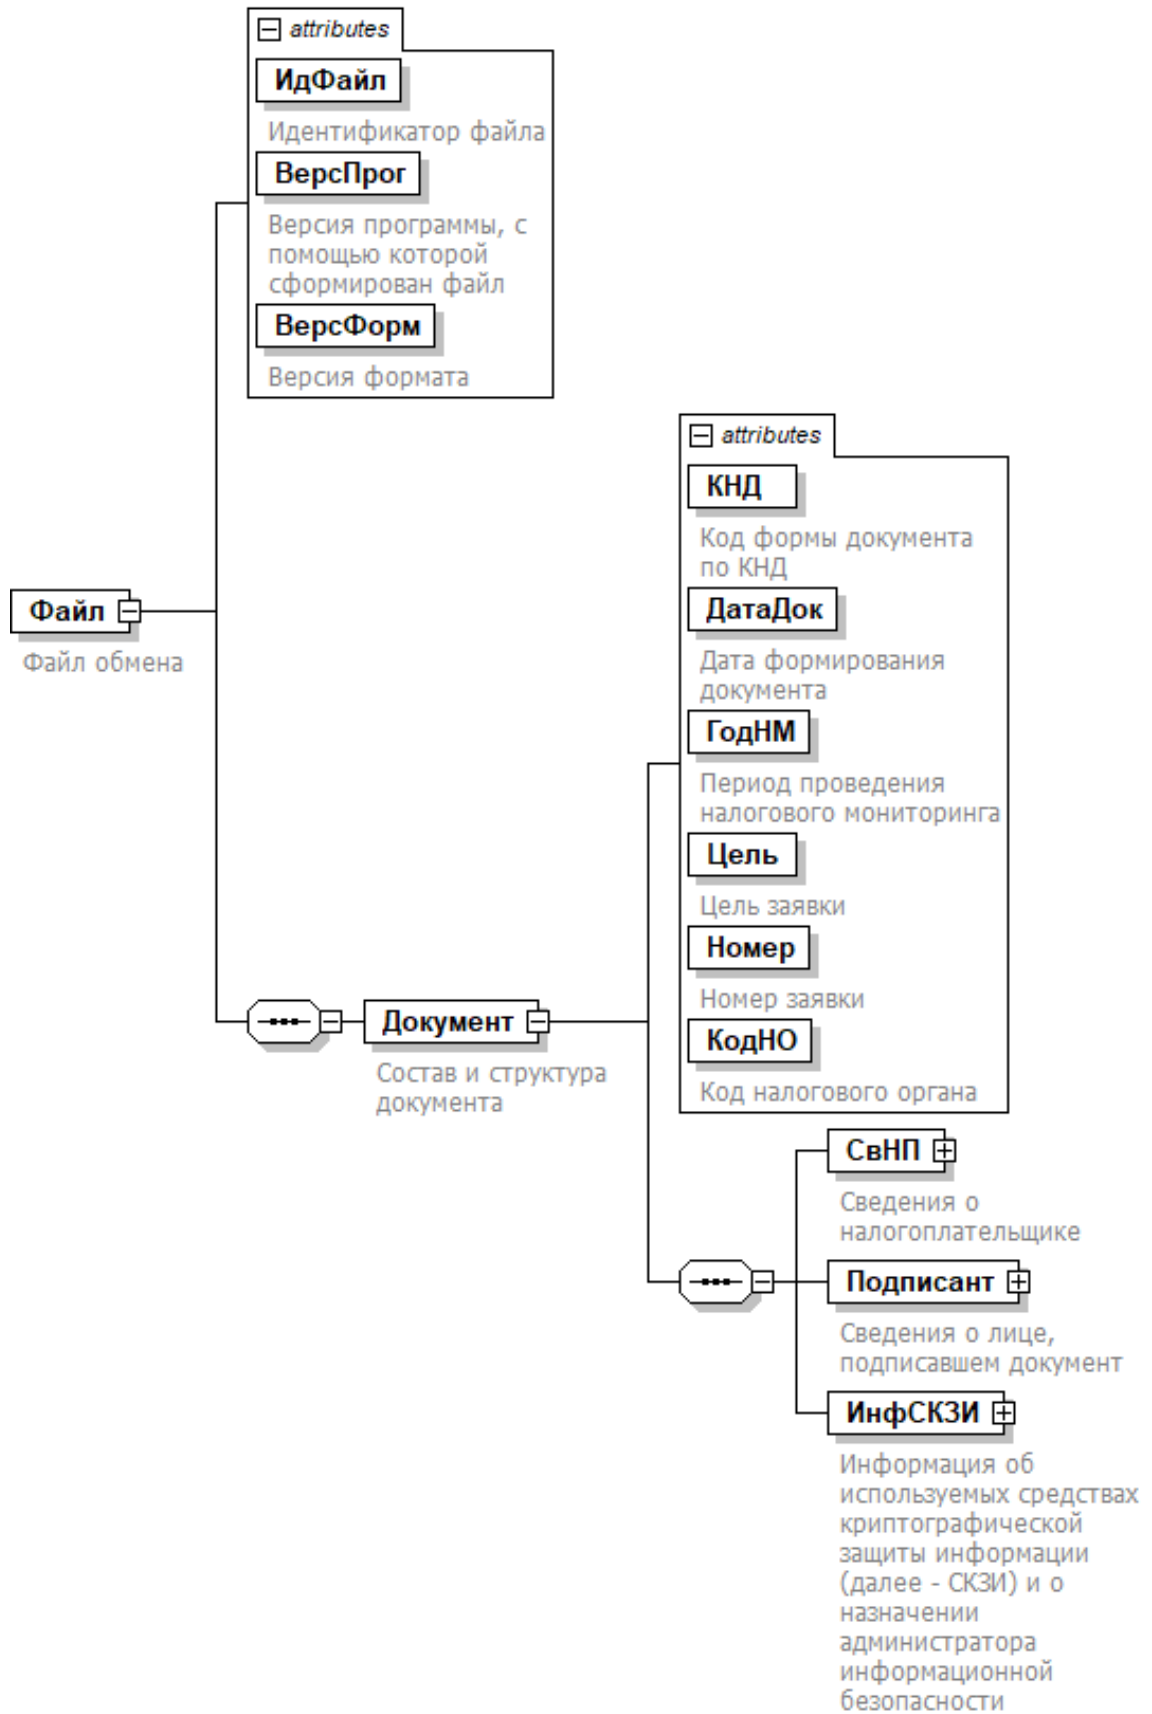 attributes
ИдФайл
Идентификатор файла
ВерсПрог
Версия программы, с
помощью которой
сформирован файл
ВерсФорм
Версия формата
Файл
Файл обмена
Документ
Состав и структура
документа
attributes
КНД
Код формы документа
по КНД
ДатаДок
Дата формирования
документа
ГодНМ
Период проведения
налогового мониторинга
Цель
Цель заявки
Номер
Номер заявки
КодНО
Код налогового органа
СвНП
Сведения о
налогоплательщике
Подписант
Сведения о лице,
подписавшем документ
ИнфСКЗИ
Информация об
используемых средствах
криптографической
защиты информации
(далее - СКЗИ) и о
назначении
администратора
информационной
безопасности